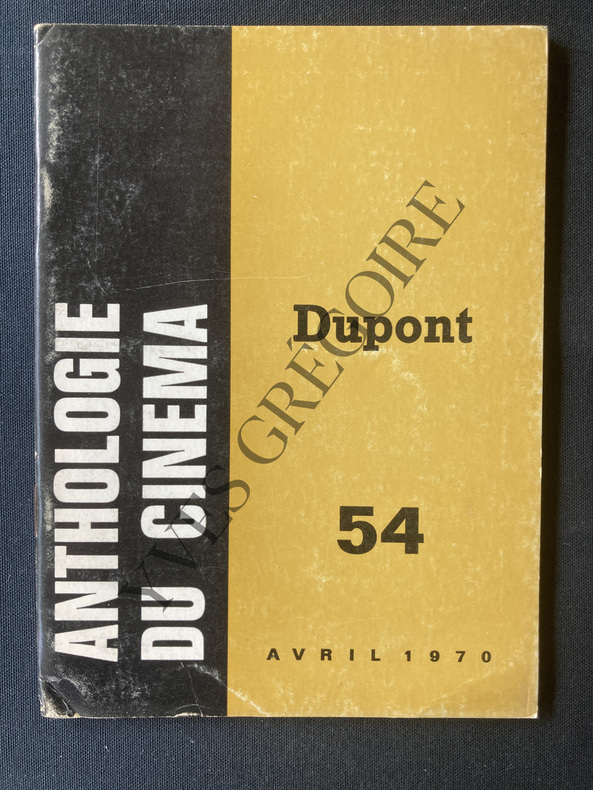 ANTHOLOGIE
DU CINEMA
Dupont
54
AVRIL 1970
YVES GRÉGOIRE